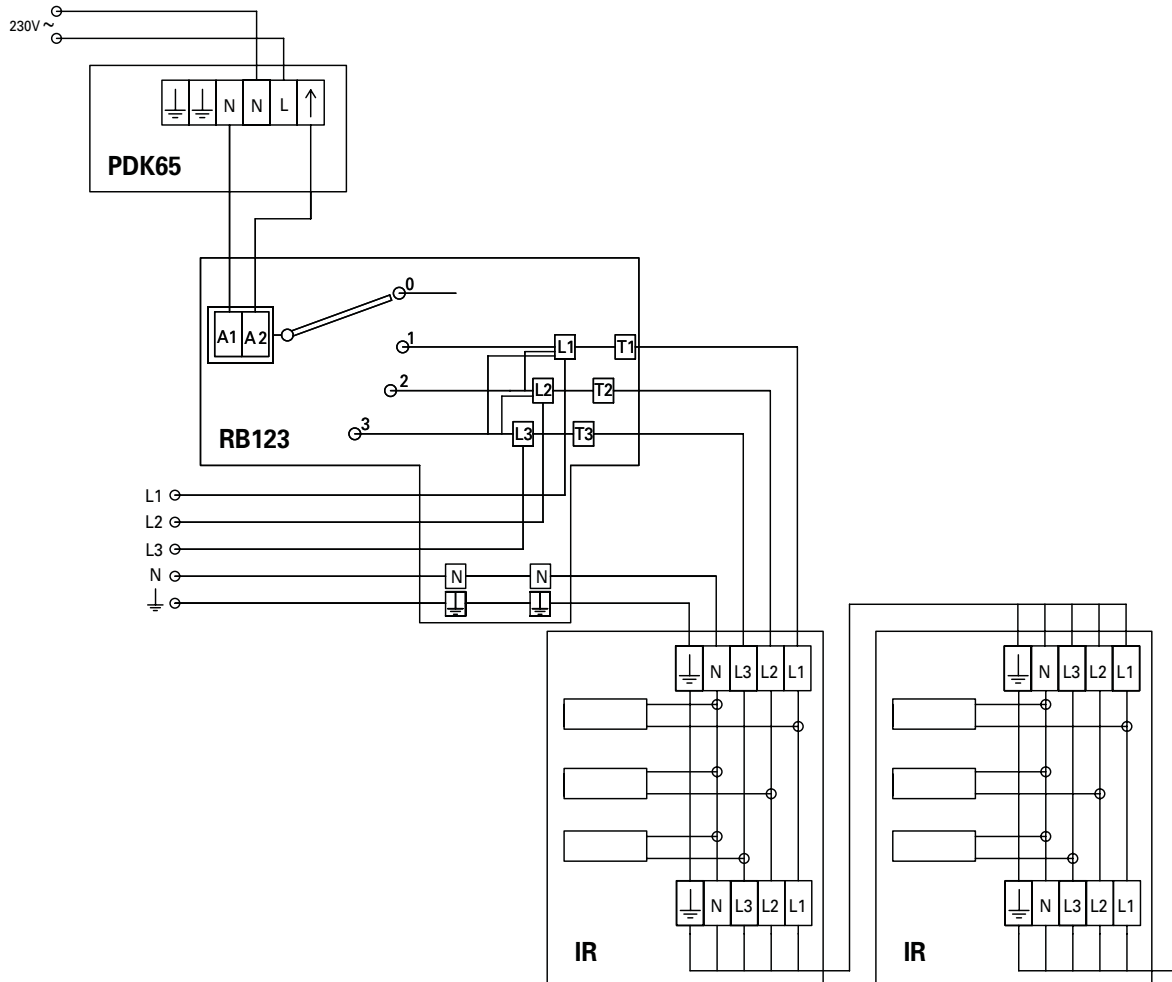 230V ~
N N L ↑
PDK65
0
A1 A2
1 L1 T1
2 L2 T2
3 L3 T3
RB123
L1
L2
L3
N N N
N L3 L2 L1
N L3 L2 L1
N L3 L2 L1
N L3 L2 L1
IR
IR